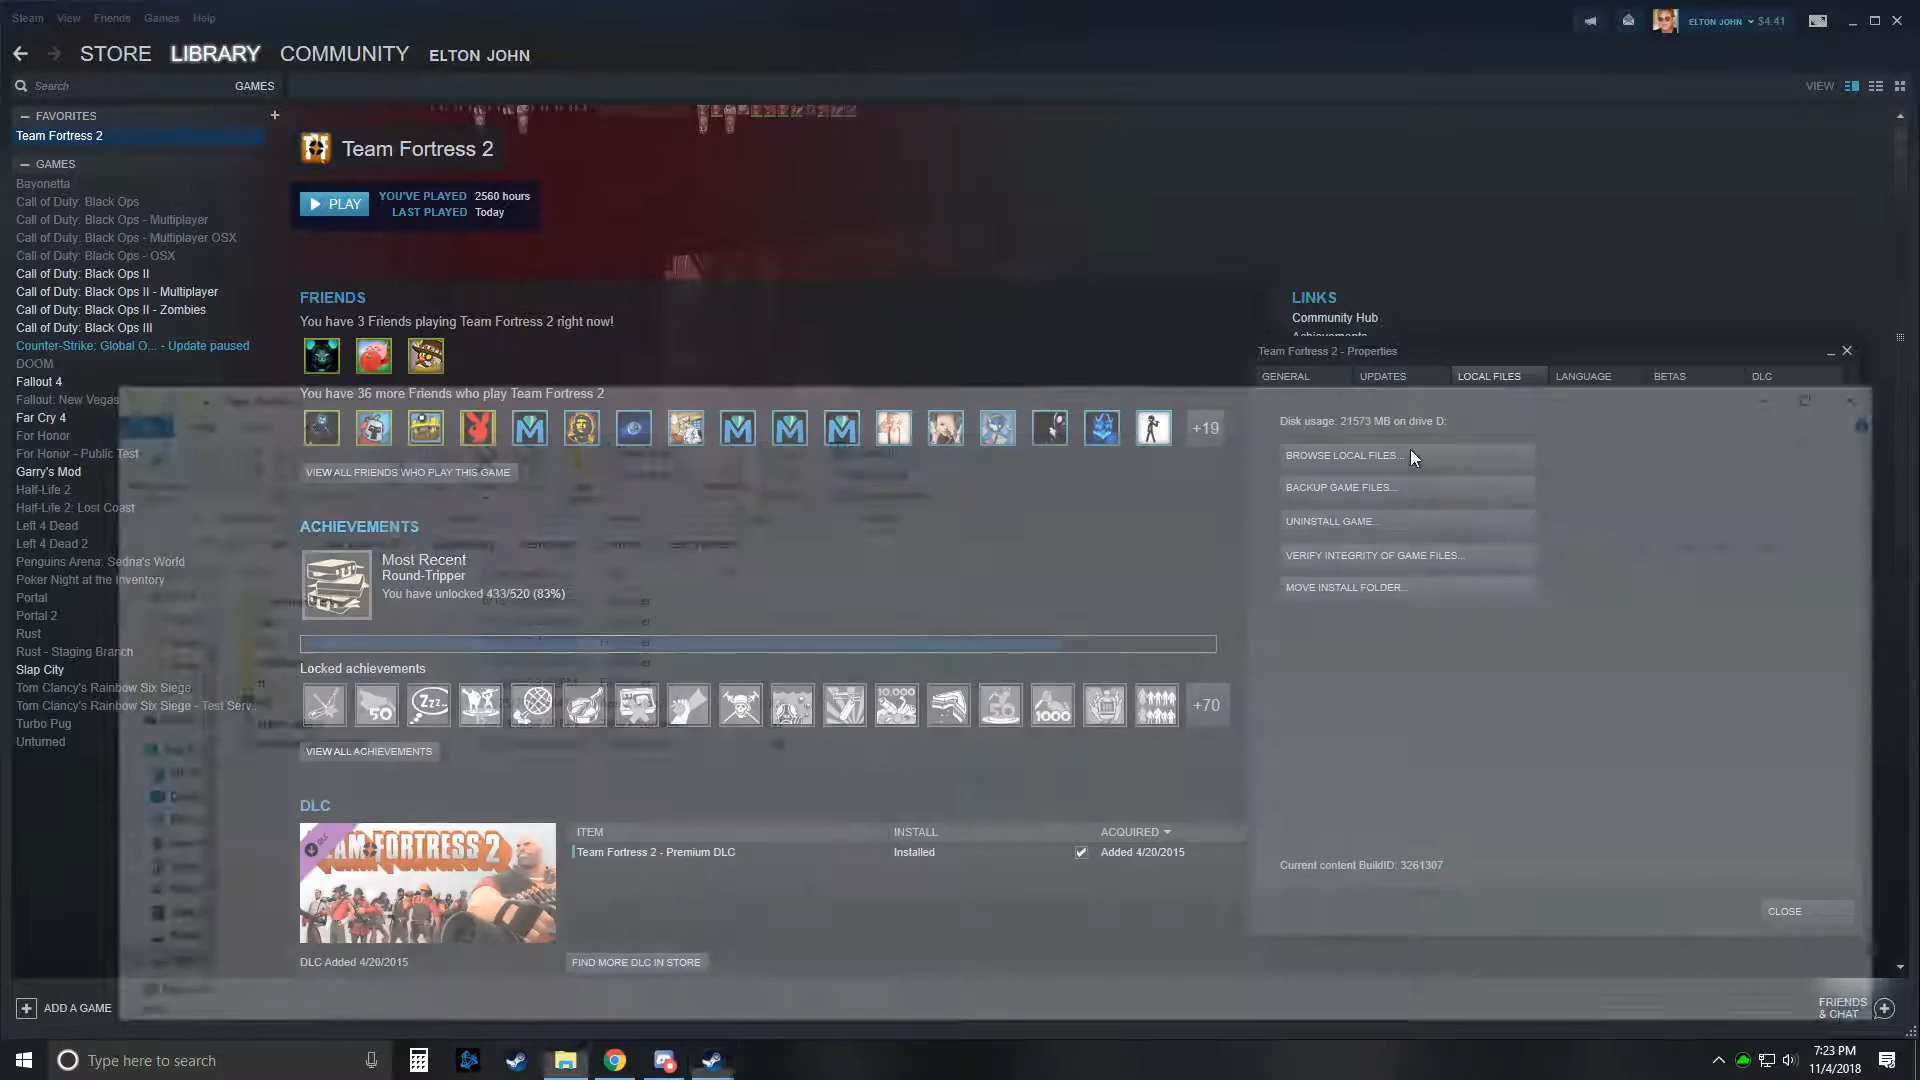 Steam View Friends Games Help
ELTON JOHN $4.41
STORE LIBRARY COMMUNITY ELTON JOHN
Search GAMES VIEW
— FAVORITES +
Team Fortress 2
— GAMES
Bayonetta
Call of Duty: Black Ops
Call of Duty: Black Ops - Multiplayer
Call of Duty: Black Ops - Multiplayer OSX
Call of Duty: Black Ops - OSX
Call of Duty: Black Ops II
Call of Duty: Black Ops II - Multiplayer
Call of Duty: Black Ops II - Zombies
Call of Duty: Black Ops III
Counter-Strike: Global O... - Update paused
DOOM
Fallout 4
Fallout: New Vegas
Far Cry 4
For Honor
For Honor - Public Test
Garry's Mod
Half-Life 2
Half-Life 2: Lost Coast
Left 4 Dead
Left 4 Dead 2
Penguins Arena: Sedna's World
Poker Night at the Inventory
Portal
Portal 2
Rust
Rust - Staging Branch
Slap City
Tom Clancy's Rainbow Six Siege
Tom Clancy's Rainbow Six Siege - Test Serv..
Turbo Pug
Unturned
+ ADD A GAME
Team Fortress 2
PLAY
YOU'VE PLAYED 2560 hours
LAST PLAYED Today
FRIENDS
You have 3 Friends playing Team Fortress 2 right now!
You have 36 more Friends who play Team Fortress 2
+19
VIEW ALL FRIENDS WHO PLAY THIS GAME
ACHIEVEMENTS
Most Recent
Round-Tripper
You have unlocked 433/520 (83%)
Locked achievements
50
Zzz..
10,000
50
1000
+70
VIEW ALL ACHIEVEMENTS
DLC
DLC
TEAM FORTRESS 2
DLC Added 4/20/2015
ITEM INSTALL ACQUIRED
Team Fortress 2 - Premium DLC Installed Added 4/20/2015
FIND MORE DLC IN STORE
LINKS
Community Hub
Achievements
Team Fortress 2 - Properties
GENERAL UPDATES LOCAL FILES LANGUAGE BETAS DLC
Disk usage: 21573 MB on drive D:
BROWSE LOCAL FILES...
BACKUP GAME FILES...
UNINSTALL GAME...
VERIFY INTEGRITY OF GAME FILES...
MOVE INSTALL FOLDER...
Current content BuildID: 3261307
CLOSE
FRIENDS
& CHAT
Type here to search
7:23 PM
11/4/2018